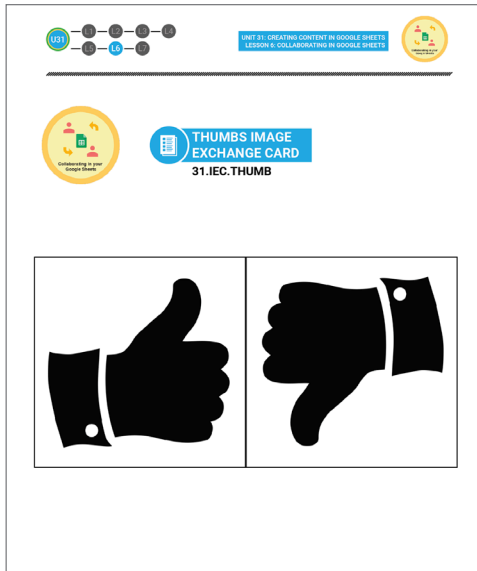 U31
L1
L2
L3
L4
L5
L6
L7
UNIT 31: CREATING CONTENT IN GOOGLE SHEETS
LESSON 6: COLLABORATING IN GOOGLE SHEETS
Collaborating in your
Google Sheets
THUMBS IMAGE
EXCHANGE CARD
31.IEC.THUMB